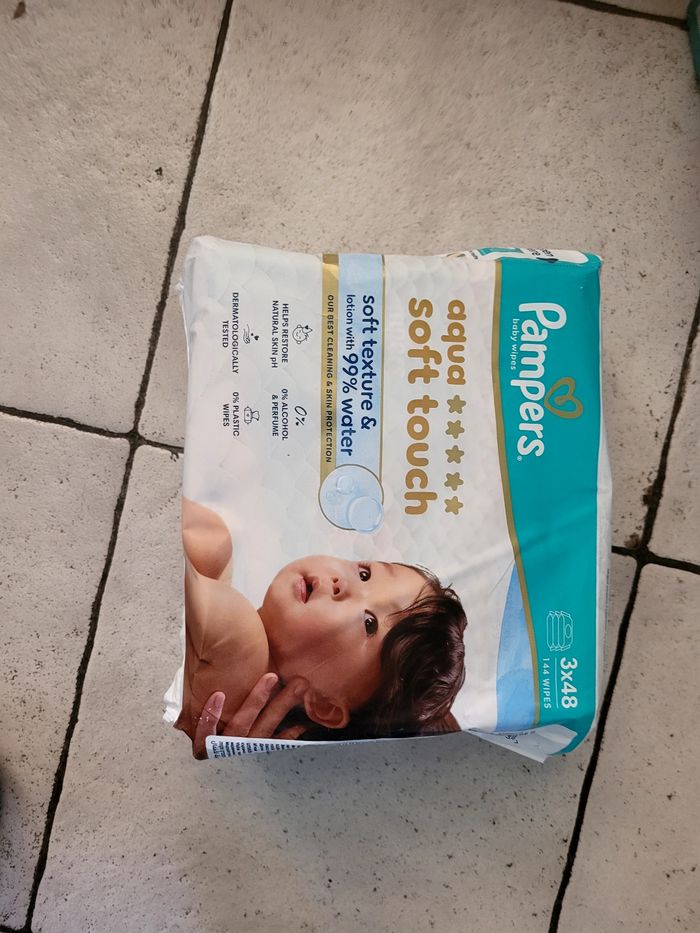 Pampers®
baby wipes
aqua
soft touch
soft texture &
lotion with 99% water
OUR BEST CLEANING & SKIN PROTECTION
HELPS RESTORE
NATURAL SKIN pH
0%
0% ALCOHOL
& PERFUME
DERMATOLOGICALLY
TESTED
0% PLASTIC
WIPES
3x48
144 WIPES